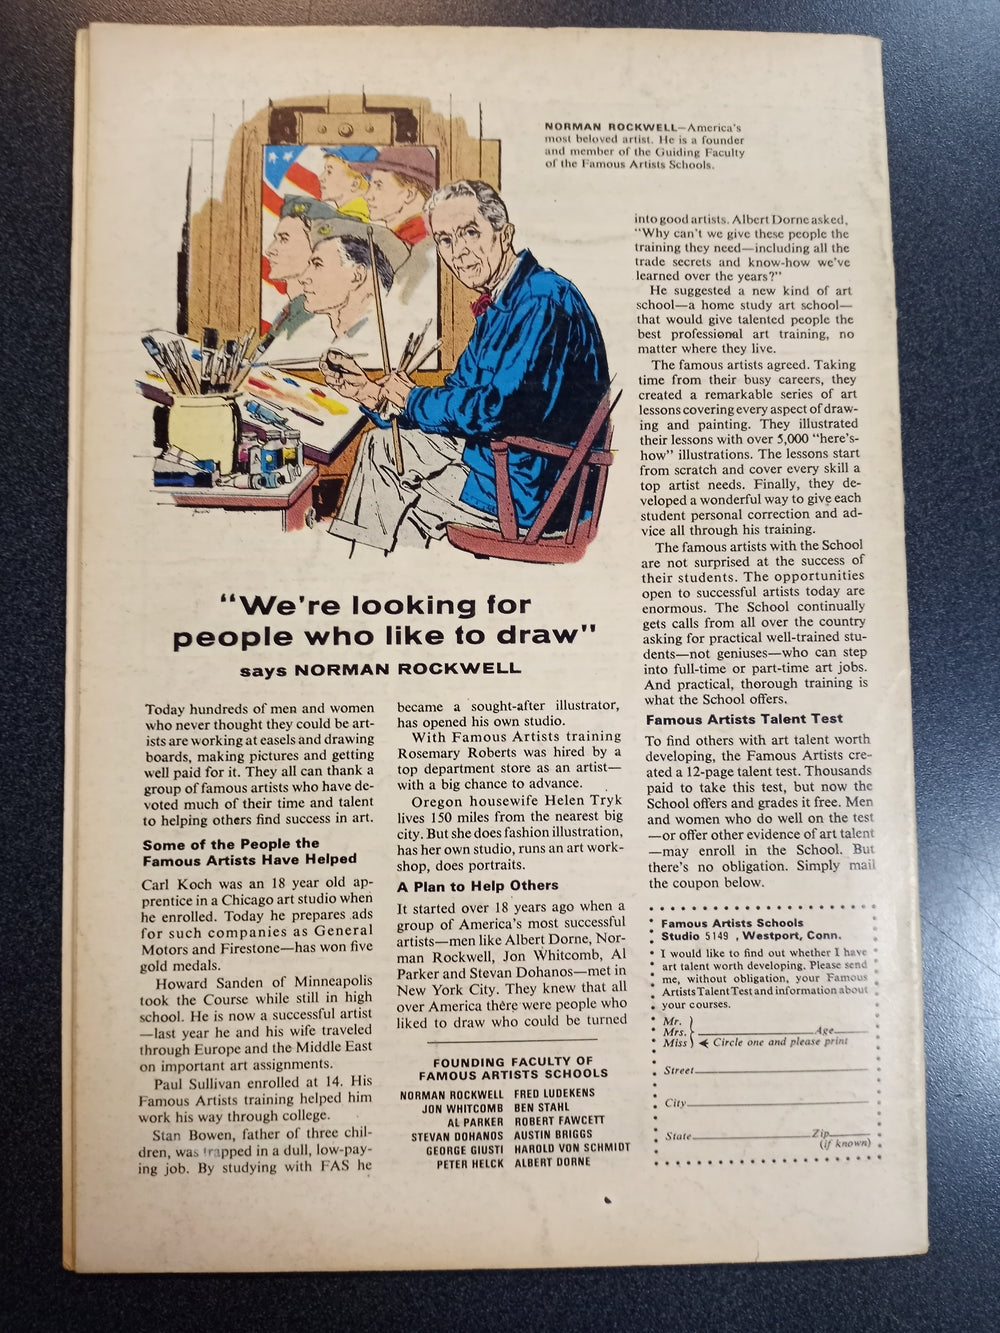 NORMAN ROCKWELL—America's
most beloved artist. He is a founder
and member of the Guiding Faculty
of the Famous Artists Schools.
"We're looking for
people who like to draw"
says NORMAN ROCKWELL
Today hundreds of men and women
who never thought they could be art-
ists are working at easels and drawing
boards, making pictures and getting
well paid for it. They all can thank a
group of famous artists who have de-
voted much of their time and talent
to helping others find success in art.
Some of the People the
Famous Artists Have Helped
Carl Koch was an 18 year old ap-
prentice in a Chicago art studio when
he enrolled. Today he prepares ads
for such companies as General
Motors and Firestone—has won five
gold medals.
Howard Sanden of Minneapolis
took the Course while still in high
school. He is now a successful artist
—last year he and his wife traveled
through Europe and the Middle East
on important art assignments.
Paul Sullivan enrolled at 14. His
Famous Artists training helped him
work his way through college.
Stan Bowen, father of three chil-
dren, was trapped in a dull, low-pay-
ing job. By studying with FAS he
became a sought-after illustrator,
has opened his own studio.
With Famous Artists training
Rosemary Roberts was hired by a
top department store as an artist—
with a big chance to advance.
Oregon housewife Helen Tryk
lives 150 miles from the nearest big
city. But she does fashion illustration,
has her own studio, runs an art work-
shop, does portraits.
A Plan to Help Others
It started over 18 years ago when a
group of America's most successful
artists—men like Albert Dorne, Nor-
man Rockwell, Jon Whitcomb, Al
Parker and Stevan Dohanos—met in
New York City. They knew that all
over America there were people who
liked to draw who could be turned
FOUNDING FACULTY OF
FAMOUS ARTISTS SCHOOLS
NORMAN ROCKWELL FRED LUDEKENS
JON WHITCOMB BEN STAHL
AL PARKER ROBERT FAWCETT
STEVAN DOHANOS AUSTIN BRIGGS
GEORGE GIUSTI HAROLD VON SCHMIDT
PETER HELCK ALBERT DORNE
into good artists. Albert Dorne asked,
"Why can't we give these people the
training they need—including all the
trade secrets and know-how we've
learned over the years?"
He suggested a new kind of art
school—a home study art school—
that would give talented people the
best professional art training, no
matter where they live.
The famous artists agreed. Taking
time from their busy careers, they
created a remarkable series of art
lessons covering every aspect of draw-
ing and painting. They illustrated
their lessons with over 5,000 "here's-
how" illustrations. The lessons start
from scratch and cover every skill a
top artist needs. Finally, they de-
veloped a wonderful way to give each
student personal correction and ad-
vice all through his training.
The famous artists with the School
are not surprised at the success of
their students. The opportunities
open to successful artists today are
enormous. The School continually
gets calls from all over the country
asking for practical well-trained stu-
dents—not geniuses—who can step
into full-time or part-time art jobs.
And practical, thorough training is
what the School offers.
Famous Artists Talent Test
To find others with art talent worth
developing, the Famous Artists cre-
ated a 12-page talent test. Thousands
paid to take this test, but now the
School offers and grades it free. Men
and women who do well on the test
—or offer other evidence of art talent
—may enroll in the School. But
there's no obligation. Simply mail
the coupon below.
Famous Artists Schools
Studio 5149 , Westport, Conn.
I would like to find out whether I have
art talent worth developing. Please send
me, without obligation, your Famous
Artists Talent Test and information about
your courses.
Mr.
Mrs. Age
Miss Circle one and please print
Street
City
State Zip
(if known)